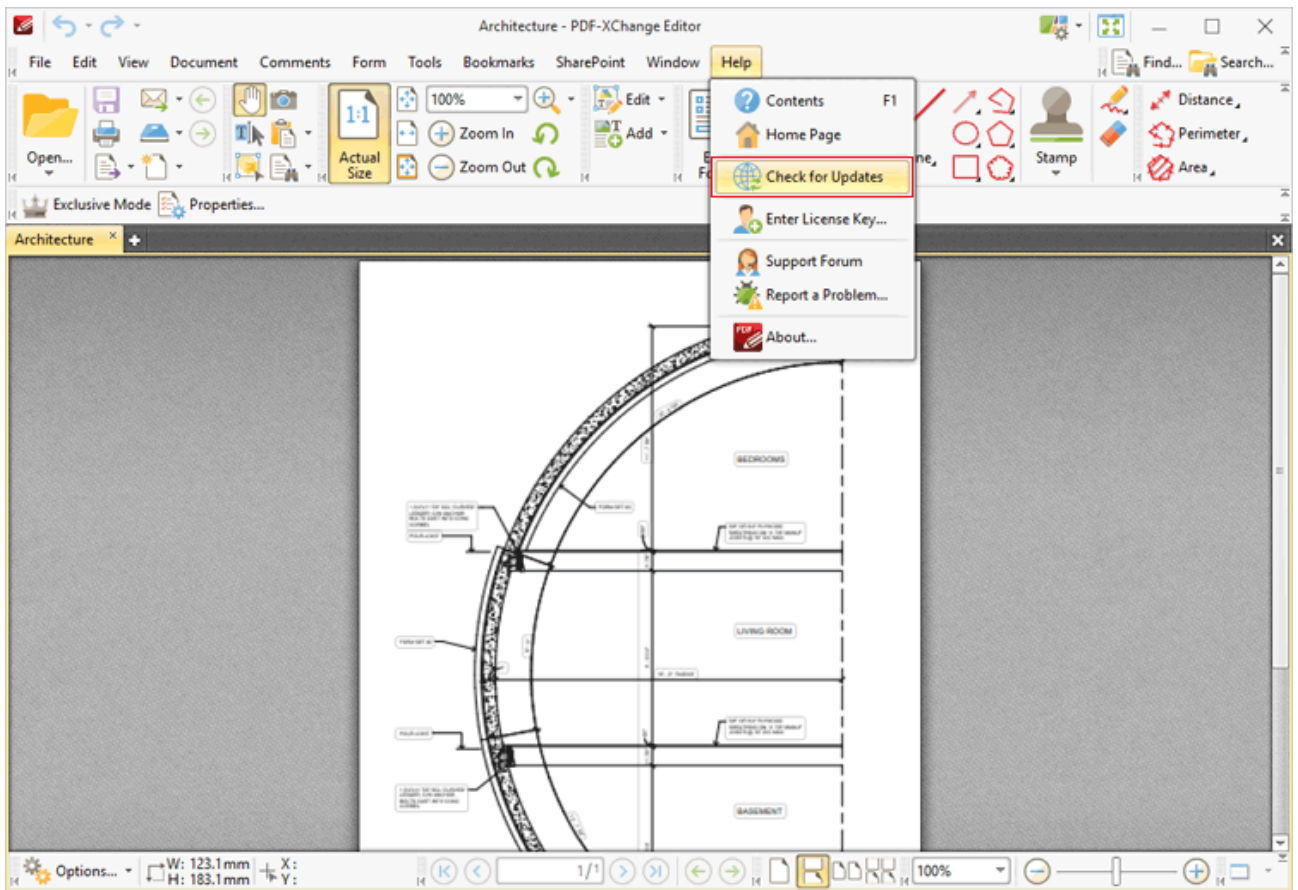 Architecture - PDF-XChange Editor
File Edit View Document Comments Form Tools Bookmarks SharePoint Window Help Find... Search...
Open...
1:1
Actual
Size
100%
Zoom In
Zoom Out
Edit
Add
Stamp
Distance
Perimeter
Area
Contents F1
Home Page
Check for Updates
Enter License Key...
Support Forum
Report a Problem...
PDF
About...
Exclusive Mode Properties...
Architecture
BEDROOMS
LIVING ROOM
BASEMENT
Options...
W: 123.1mm
H: 183.1mm
X:
Y:
1/1
100%